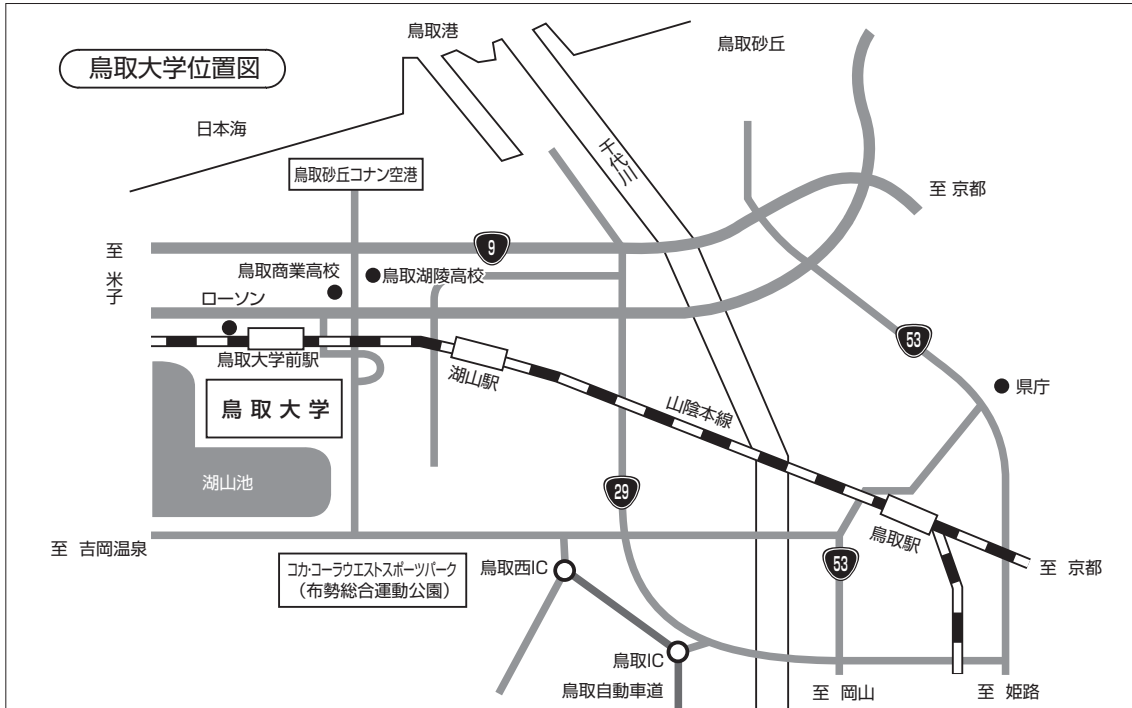 鳥取港
鳥取砂丘
鳥取大学位置図
日本海
千代川
鳥取砂丘コナン空港
至 京都
9
至 米子
鳥取商業高校
鳥取湖陵高校
ローソン
53
鳥取大学前駅
湖山駅
県庁
鳥取大学
山陰本線
湖山池
29
鳥取駅
至 吉岡温泉
53
コカ・コーラウエストスポーツパーク
(布勢総合運動公園)
鳥取西IC
至 京都
鳥取IC
鳥取自動車道
至 岡山
至 姫路